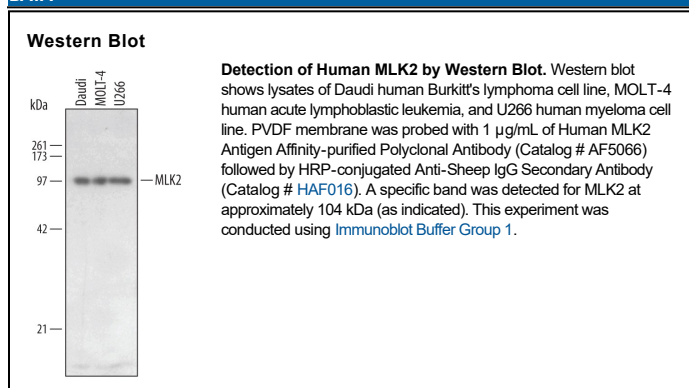 Western Blot
Daudi
MOLT-4
U266
kDa
261
173
97
MLK2
42
21
Detection of Human MLK2 by Western Blot. Western blot
shows lysates of Daudi human Burkitt's lymphoma cell line, MOLT-4
human acute lymphoblastic leukemia, and U266 human myeloma cell
line. PVDF membrane was probed with 1 µg/mL of Human MLK2
Antigen Affinity-purified Polyclonal Antibody (Catalog # AF5066)
followed by HRP-conjugated Anti-Sheep IgG Secondary Antibody
(Catalog # HAF016). A specific band was detected for MLK2 at
approximately 104 kDa (as indicated). This experiment was
conducted using Immunoblot Buffer Group 1.